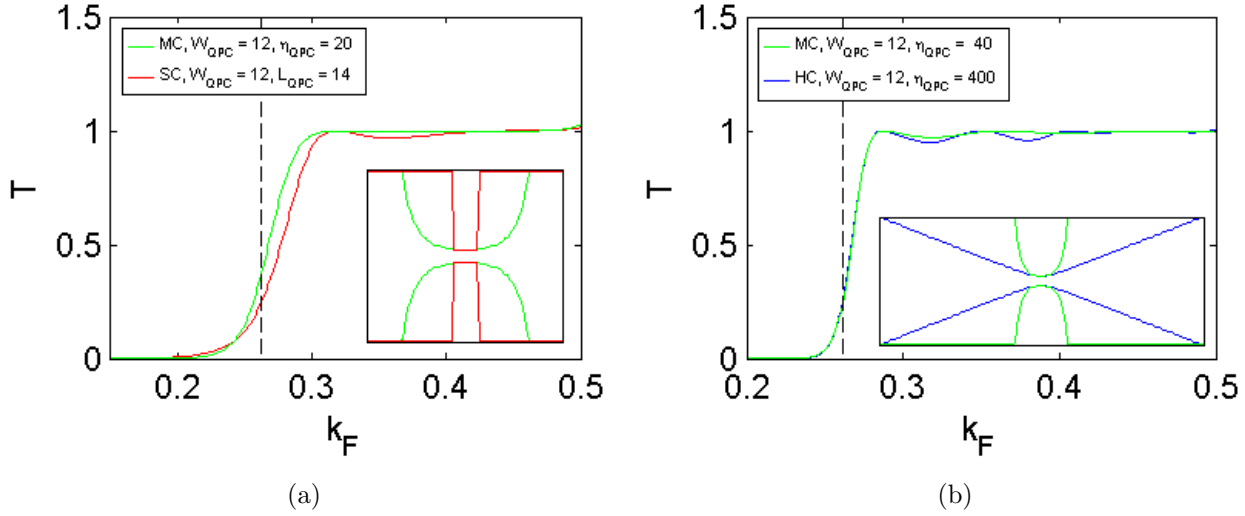 1.5
MC, W_QPC = 12, η_QPC = 20
SC, W_QPC = 12, L_QPC = 14
1
T
0.5
0
0.2 0.3 0.4 0.5
k_F
(a)
1.5
MC, W_QPC = 12, η_QPC = 40
HC, W_QPC = 12, η_QPC = 400
1
T
0.5
0
0.2 0.3 0.4 0.5
k_F
(b)